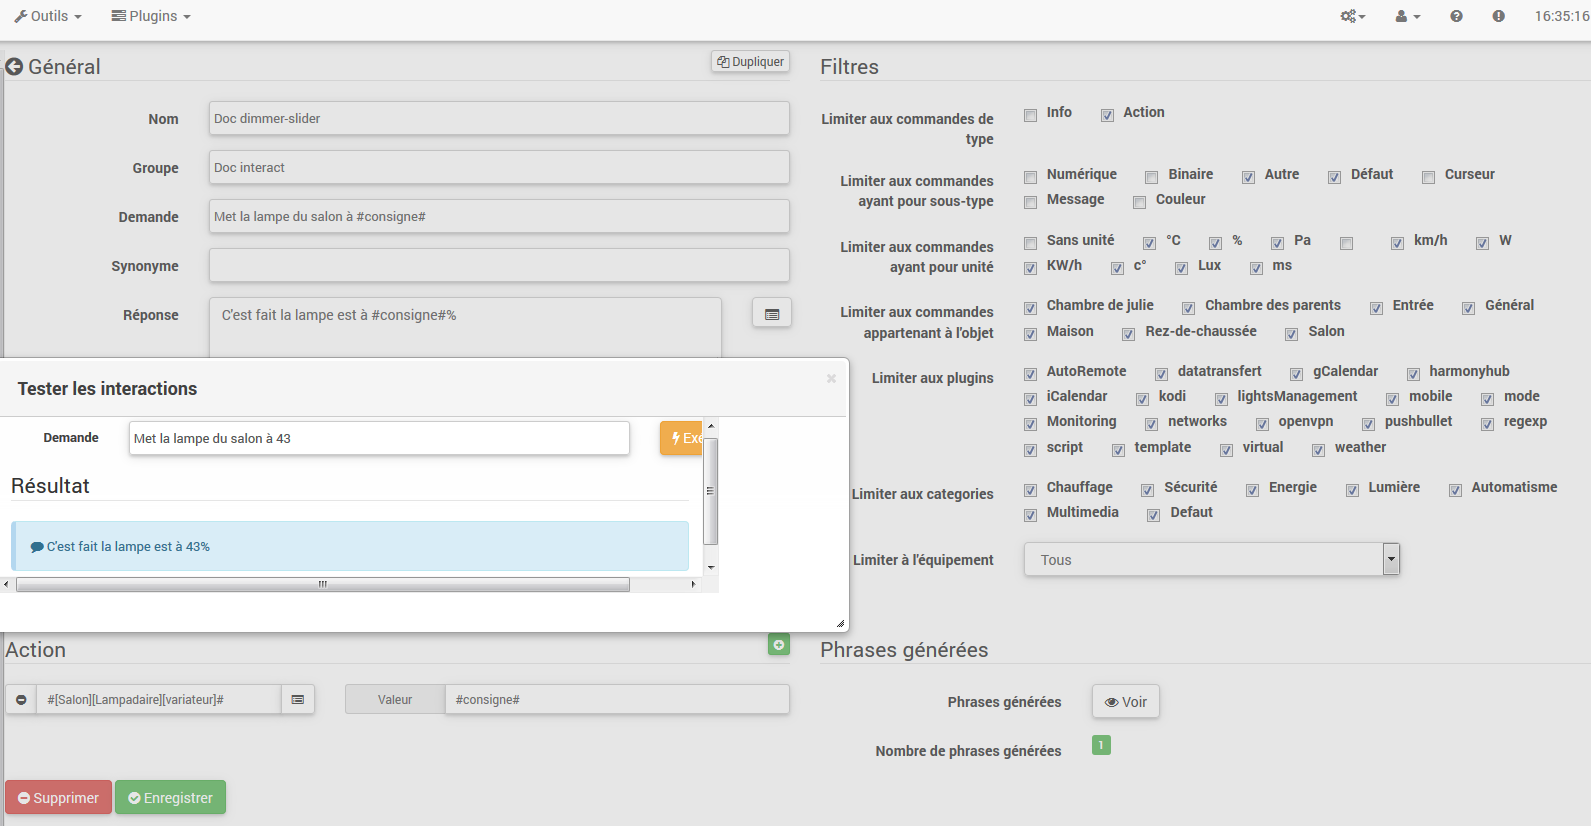 Outils Plugins 16:35:16
Général
Dupliquer
Nom Doc dimmer-slider
Groupe Doc interact
Demande Met la lampe du salon à #consigne#
Synonyme
Réponse C'est fait la lampe est à #consigne#%
Tester les interactions
Demande Met la lampe du salon à 43 Exé
Résultat
C'est fait la lampe est à 43%
Action
#[Salon][Lampadaire][variateur]# Valeur #consigne#
Supprimer Enregistrer
Filtres
Limiter aux commandes de
type
Info Action
Limiter aux commandes
ayant pour sous-type
Numérique Binaire Autre Défaut Curseur
Message Couleur
Limiter aux commandes
ayant pour unité
Sans unité °C % Pa km/h W
KW/h c° Lux ms
Limiter aux commandes
appartenant à l'objet
Chambre de julie Chambre des parents Entrée Général
Maison Rez-de-chaussée Salon
Limiter aux plugins
AutoRemote datatransfert gCalendar harmonyhub
iCalendar kodi lightsManagement mobile mode
Monitoring networks openvpn pushbullet regexp
script template virtual weather
Limiter aux categories
Chauffage Sécurité Energie Lumière Automatisme
Multimedia Defaut
Limiter à l'équipement Tous
Phrases générées
Phrases générées Voir
Nombre de phrases générées 1